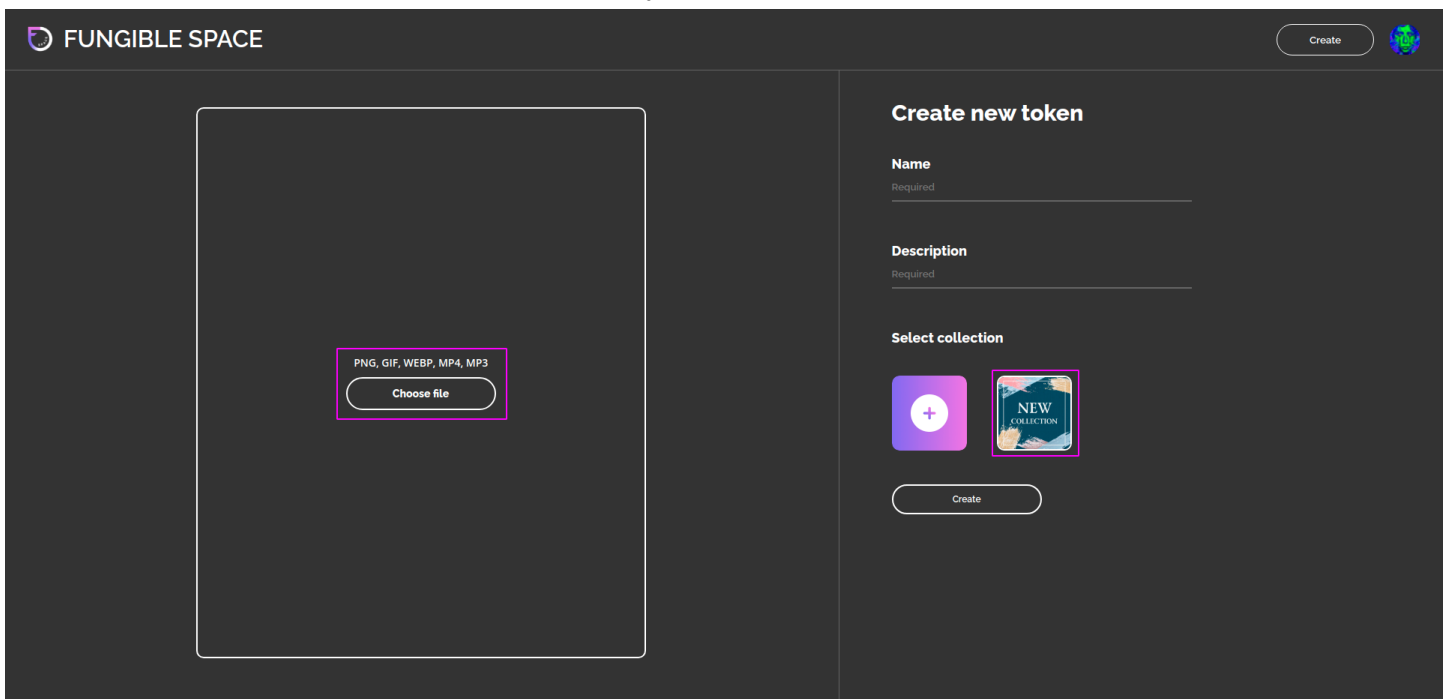 FUNGIBLE SPACE
Create
Create new token
Name
Required
Description
Required
Select collection
PNG, GIF, WEBP, MP4, MP3
Choose file
+
NEW
COLLECTION
Create